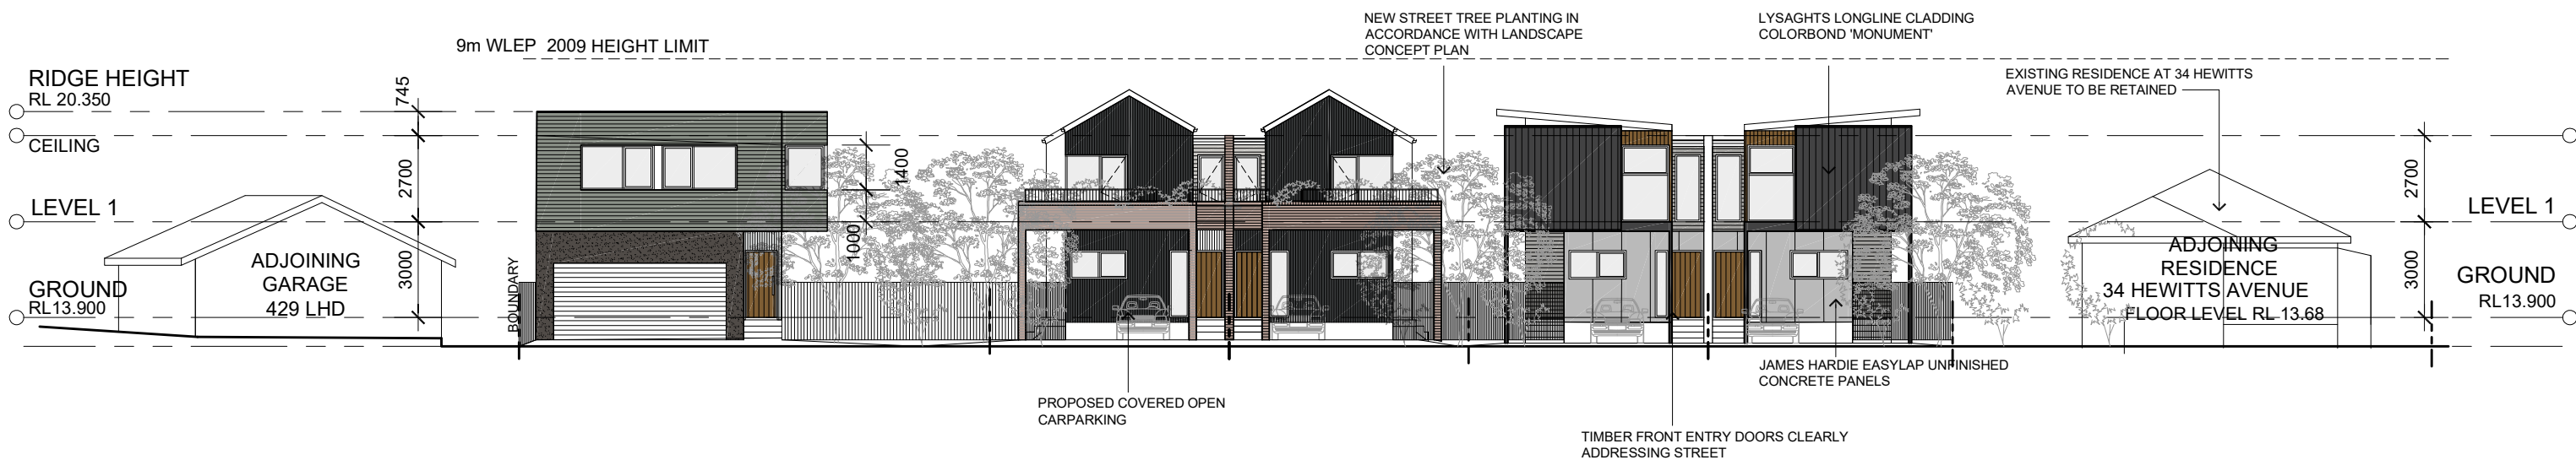 NEW STREET TREE PLANTING IN
ACCORDANCE WITH LANDSCAPE
CONCEPT PLAN
LYSAGHTS LONGLINE CLADDING
COLORBOND 'MONUMENT'
9m WLEP 2009 HEIGHT LIMIT
EXISTING RESIDENCE AT 34 HEWITTS
AVENUE TO BE RETAINED
RIDGE HEIGHT
RL 20.350
745
CEILING
2700
1400
2700
LEVEL 1
LEVEL 1
1000
3000
3000
ADJOINING
GARAGE
429 LHD
BOUNDARY
ADJOINING
RESIDENCE
34 HEWITTS AVENUE
FLOOR LEVEL RL 13.68
GROUND
RL13.900
GROUND
RL13.900
JAMES HARDIE EASYLAP UNFINISHED
CONCRETE PANELS
PROPOSED COVERED OPEN
CARPARKING
TIMBER FRONT ENTRY DOORS CLEARLY
ADDRESSING STREET